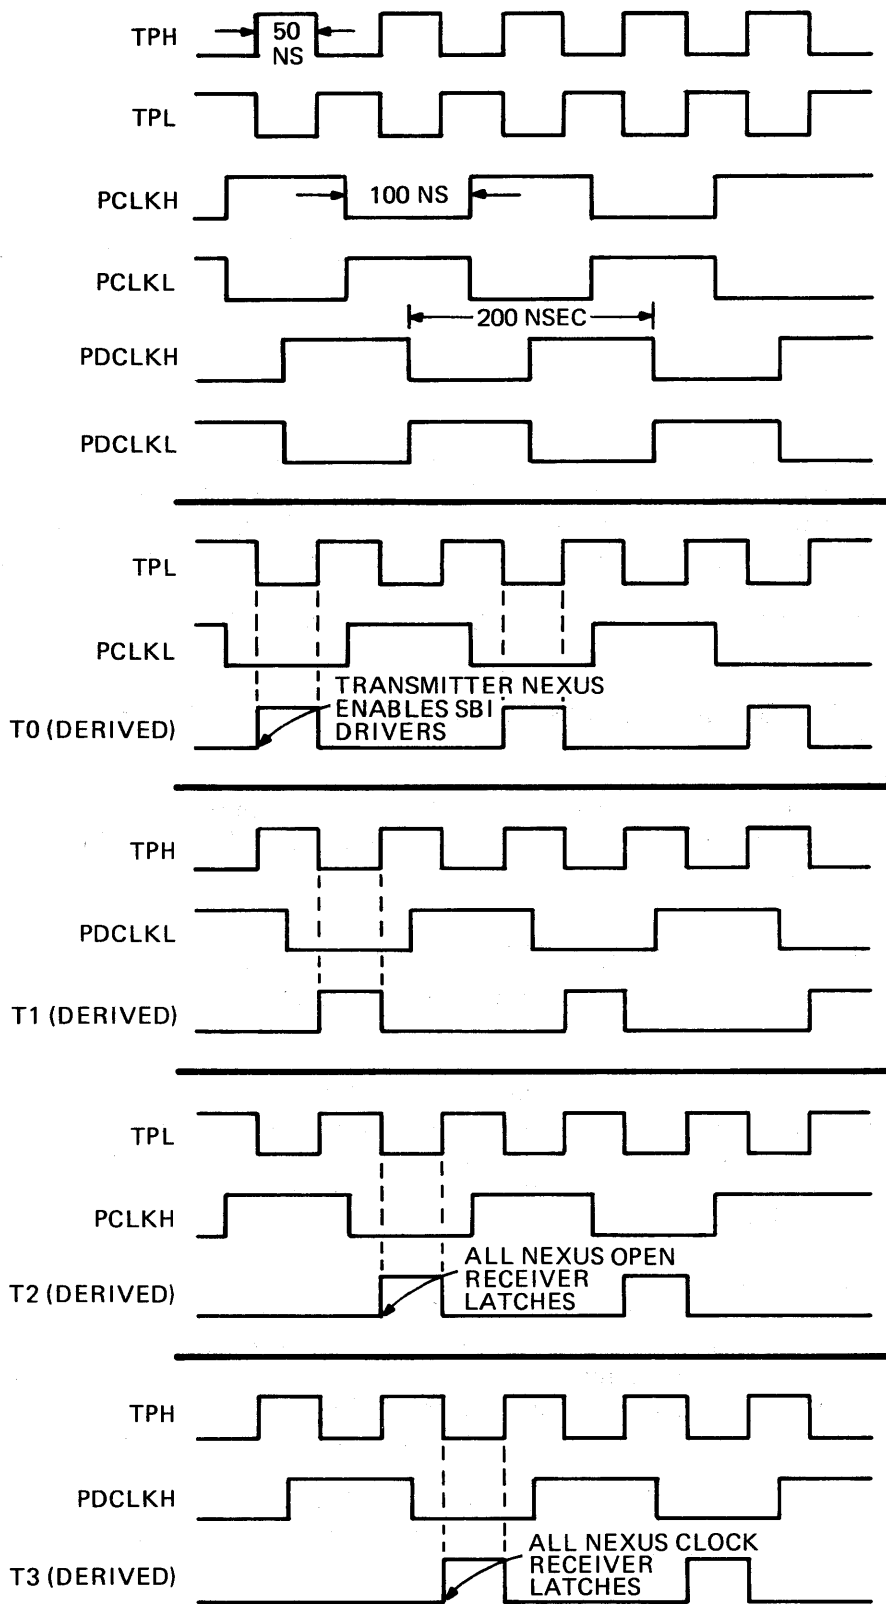 TPH
50
NS
TPL
PCLKH
100 NS
PCLKL
200 NSEC
PDCLKH
PDCLKL
TPL
PCLKL
TRANSMITTER NEXUS
ENABLES SBI
DRIVERS
T0 (DERIVED)
TPH
PDCLKL
T1 (DERIVED)
TPL
PCLKH
ALL NEXUS OPEN
RECEIVER
LATCHES
T2 (DERIVED)
TPH
PDCLKH
ALL NEXUS CLOCK
RECEIVER
LATCHES
T3 (DERIVED)